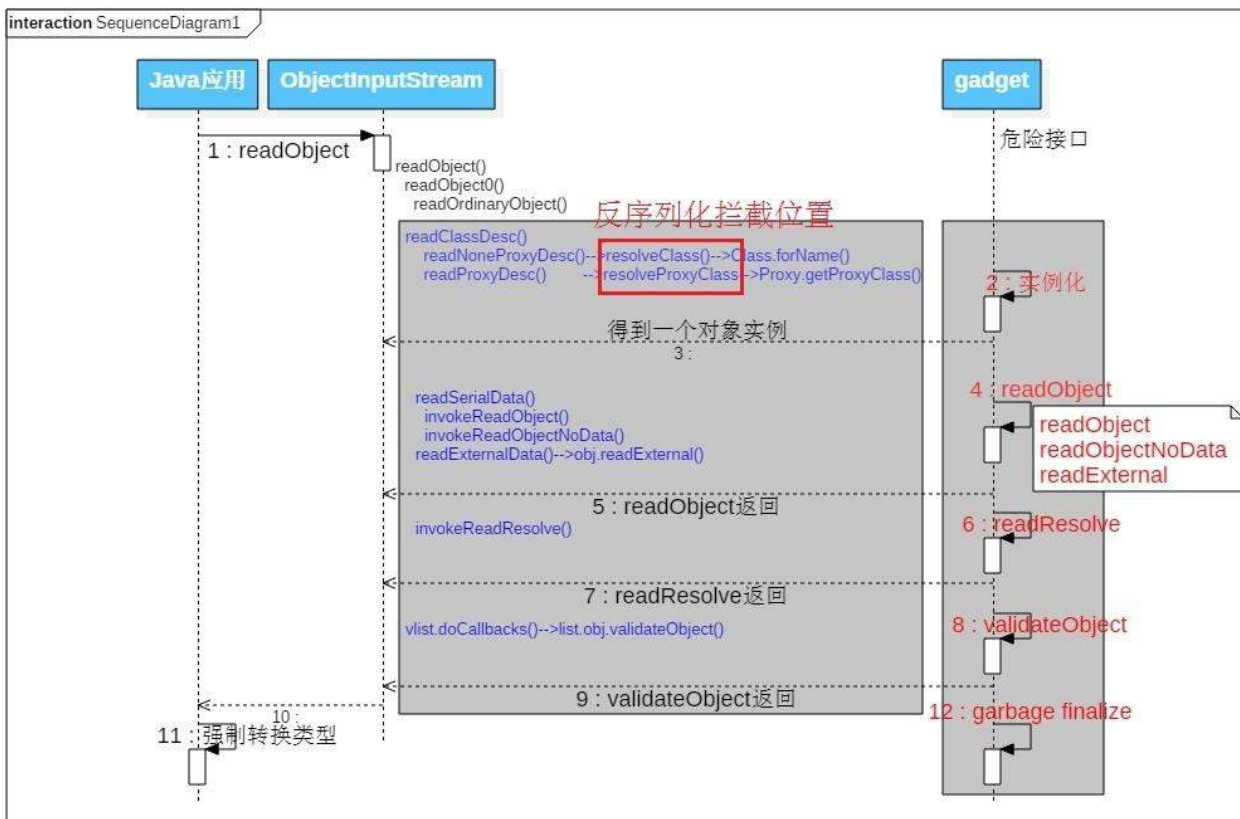 interaction SequenceDiagram1
Java应用
ObjectInputStream
gadget
危险接口
1 : readObject
readObject()
readObject0()
readOrdinaryObject()
反序列化拦截位置
readClassDesc()
readNoneProxyDesc()-->resolveClass()-->Class.forName()
readProxyDesc() -->resolveProxyClass-->Proxy.getProxyClass()
2 : 实例化
得到一个对象实例
3 :
4 : readObject
readObject
readObjectNoData
readExternal
readSerialData()
invokeReadObject()
invokeReadObjectNoData()
readExternalData()-->obj.readExternal()
5 : readObject返回
6 : readResolve
invokeReadResolve()
7 : readResolve返回
8 : validateObject
vlist.doCallbacks()-->list.obj.validateObject()
9 : validateObject返回
10 :
11 : 强制转换类型
12 : garbage finalize